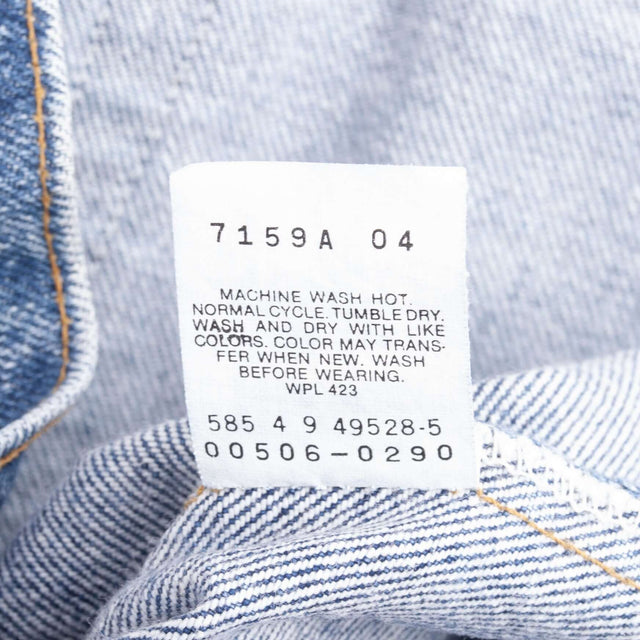 7159A 04
MACHINE WASH HOT.
NORMAL CYCLE. TUMBLE DRY.
WASH AND DRY WITH LIKE
COLORS. COLOR MAY TRANS-
FER WHEN NEW. WASH
BEFORE WEARING.
WPL 423
585 4 9 49528-5
00506-0290